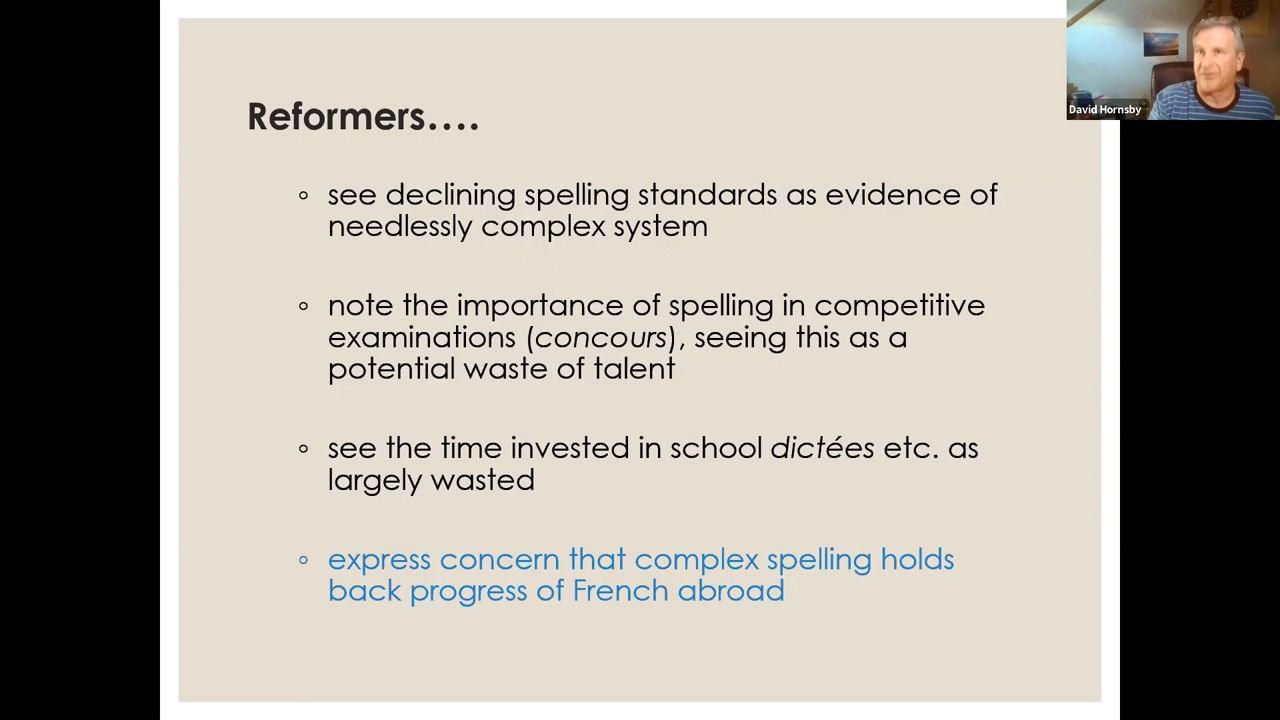 Reformers....
◦ see declining spelling standards as evidence of
needlessly complex system
◦ note the importance of spelling in competitive
examinations (concours), seeing this as a
potential waste of talent
◦ see the time invested in school dictées etc. as
largely wasted
◦ express concern that complex spelling holds
back progress of French abroad
David Hornsby